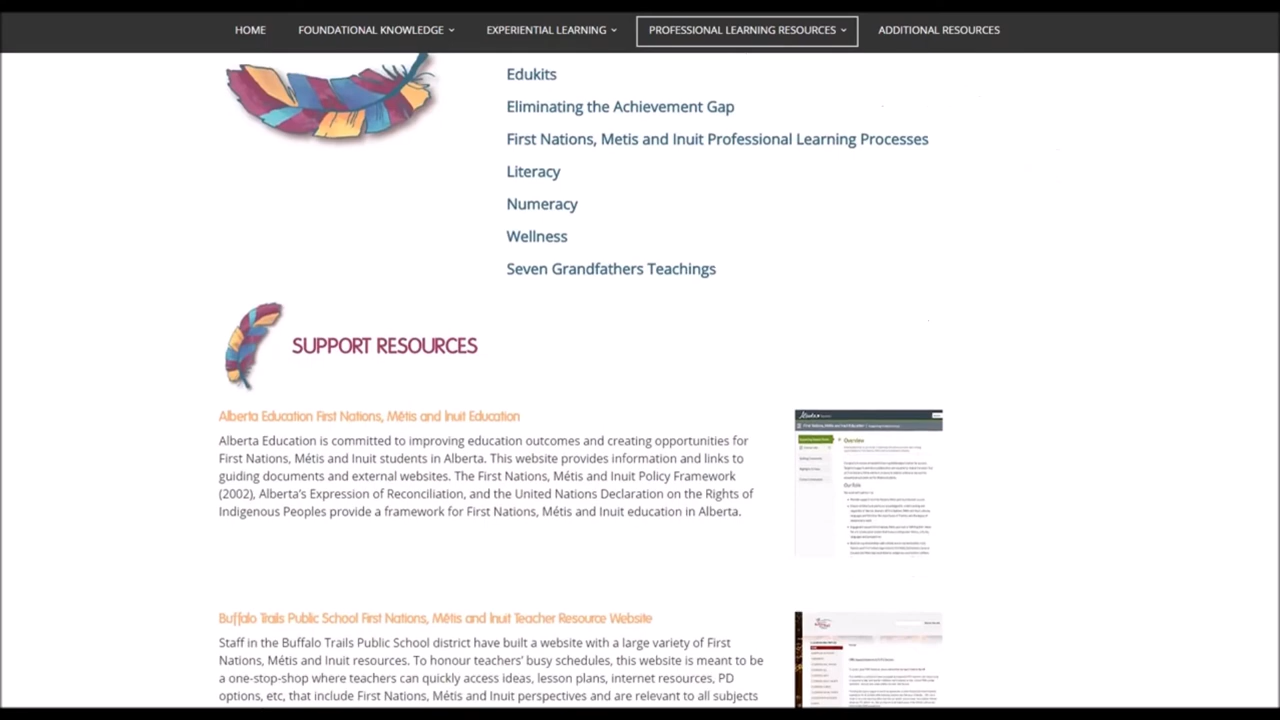 HOME FOUNDATIONAL KNOWLEDGE EXPERIENTIAL LEARNING PROFESSIONAL LEARNING RESOURCES ADDITIONAL RESOURCES
Edukits
Eliminating the Achievement Gap
First Nations, Metis and Inuit Professional Learning Processes
Literacy
Numeracy
Wellness
Seven Grandfathers Teachings
SUPPORT RESOURCES
Alberta Education First Nations, Métis and Inuit Education
Alberta Education is committed to improving education outcomes and creating opportunities for
First Nations, Métis and Inuit students in Alberta. This website provides information and links to
guiding documents and external websites. First Nations, Métis and Inuit Policy Framework
(2002), Alberta's Expression of Reconciliation, and the United Nations Declaration on the Rights of
Indigenous Peoples provide a framework for First Nations, Métis and Inuit education in Alberta.
Overview
Our Role
Buffalo Trails Public School First Nations, Métis and Inuit Teacher Resource Website
Staff in the Buffalo Trails Public School district have built a website with a large variety of First
Nations, Métis and Inuit resources. To honour teachers' busy schedules, this website is meant to be
a one-stop-shop where teachers can easily access ideas, lesson plans, internet resources, PD
options, etc, that include First Nations, Métis and Inuit perspectives and are relevant to all subjects